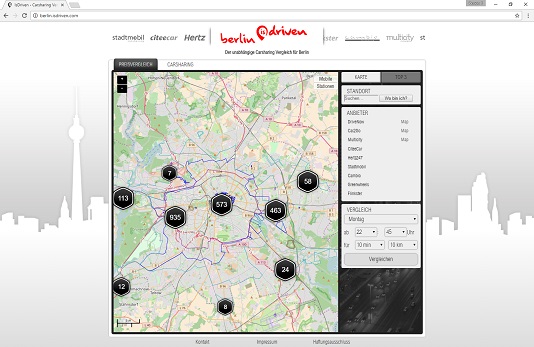 isDriven - Carsharing Ve
berlin.isdriven.com
stadtmobil citeecar Hertz
berlin is driven
multicity st
Der unabhängige Carsharing Vergleich für Berlin
PREISVERGLEICH CARSHARING
+
-
Mobile
Stationen
7
58
113
573
463
935
24
12
8
KARTE TOP 3
STANDORT
Suchen
Wo bin ich?
ANBIETER
DriveNow Map
Car2Go Map
Multicity Map
CiteeCar
Hertz24/7
Stadtmobil
Cambio
Greenwheels
Flinkster
VERGLEICH
Montag
ab 22 45 Uhr
für 10 min 10 km
Vergleichen
Kontakt Impressum Haftungsausschluss